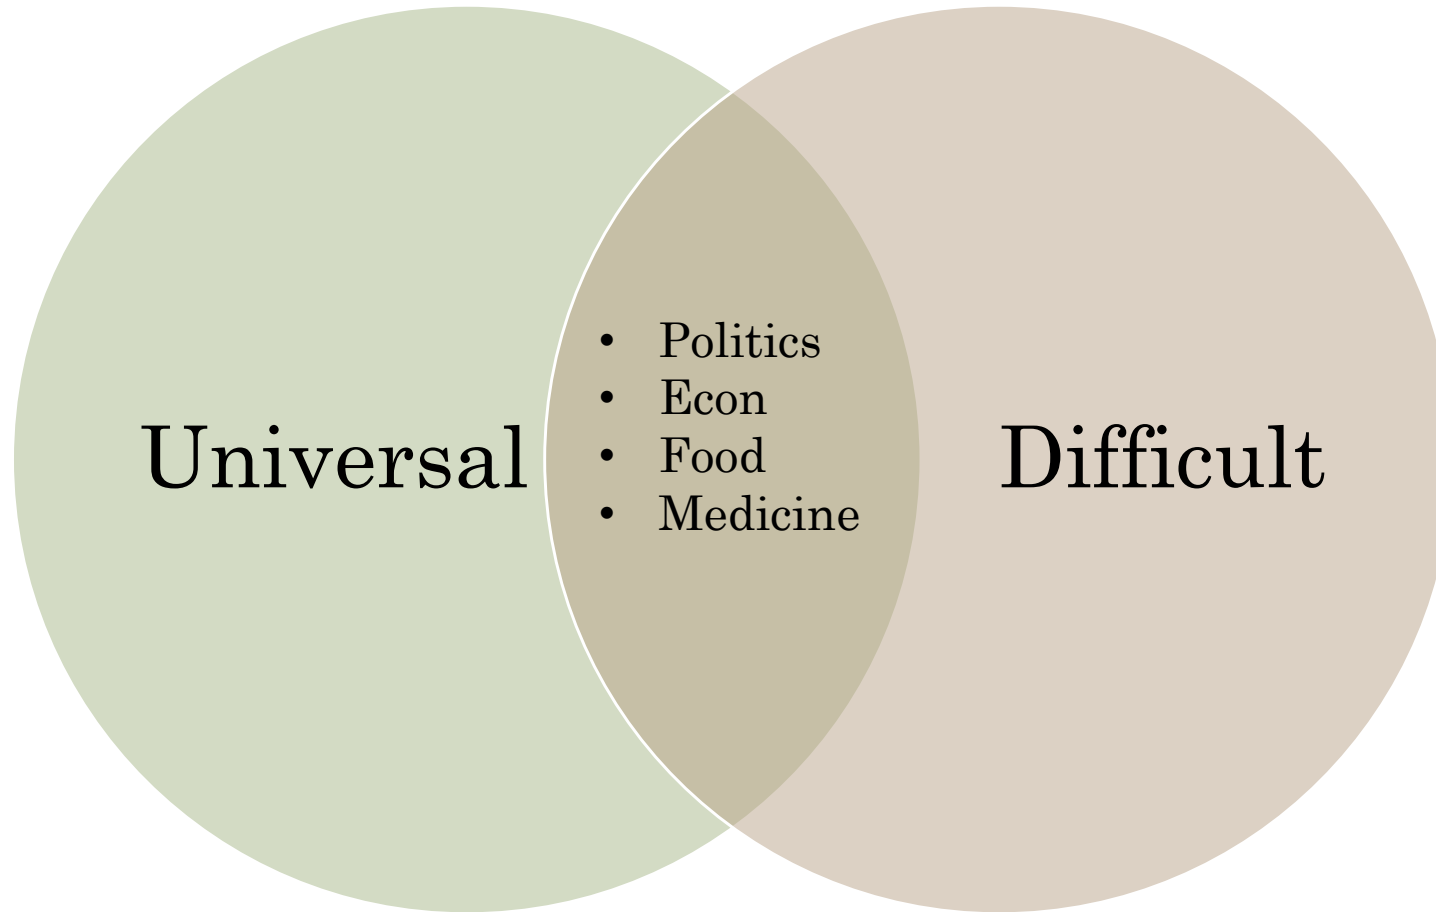 Universal
• Politics
• Econ
• Food
• Medicine
Difficult